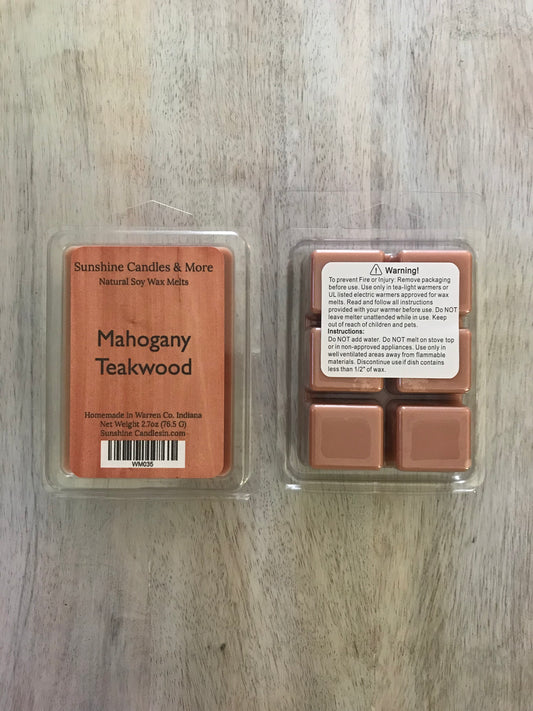 Sunshine Candles & More
Natural Soy Wax Melts
Mahogany
Teakwood
Homemade in Warren Co. Indiana
Net Weight 2.7oz (76.5 G)
Sunshine Candlesin.com
WM035
Warning!
To prevent Fire or Injury: Remove packaging
before use. Use only in tea-light warmers or
UL listed electric warmers approved for wax
melts. Read and follow all instructions
provided with your warmer before use. Do NOT
leave melter unattended while in use. Keep
out of reach of children and pets.
Instructions:
Do NOT add water. Do NOT melt on stove top
or in non-approved appliances. Use only in
well ventilated areas away from flammable
materials. Discontinue use if dish contains
less than 1/2" of wax.